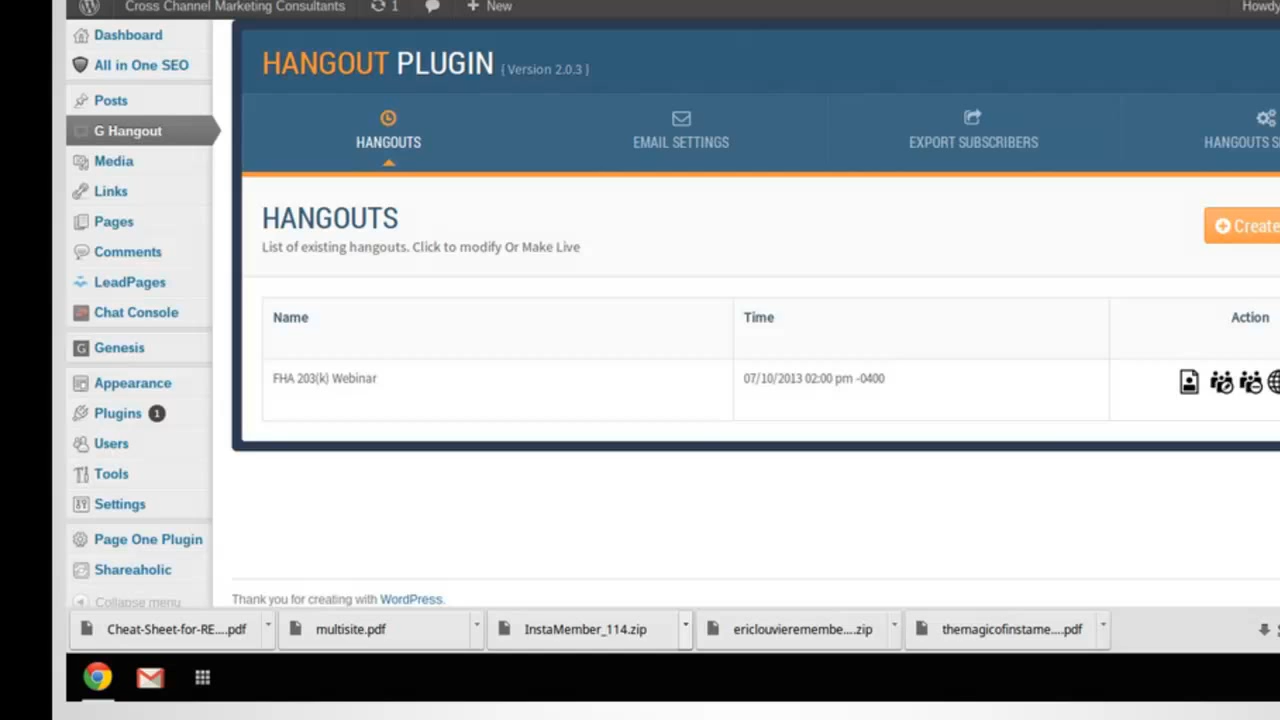 Cross Channel Marketing Consultants 1 New Howdy
Dashboard
All in One SEO
Posts
G Hangout
Media
Links
Pages
Comments
LeadPages
Chat Console
Genesis
Appearance
Plugins 1
Users
Tools
Settings
Page One Plugin
Shareaholic
Collapse menu
HANGOUT PLUGIN ( Version 2.0.3 )
HANGOUTS EMAIL SETTINGS EXPORT SUBSCRIBERS HANGOUTS S
HANGOUTS
List of existing hangouts. Click to modify Or Make Live
Create
Name Time Action
FHA 203(k) Webinar 07/10/2013 02:00 pm -0400
Thank you for creating with WordPress.
Cheat-Sheet-for-RE....pdf multisite.pdf InstaMember_114.zip ericlouviereremembe....zip themagicofinstame....pdf